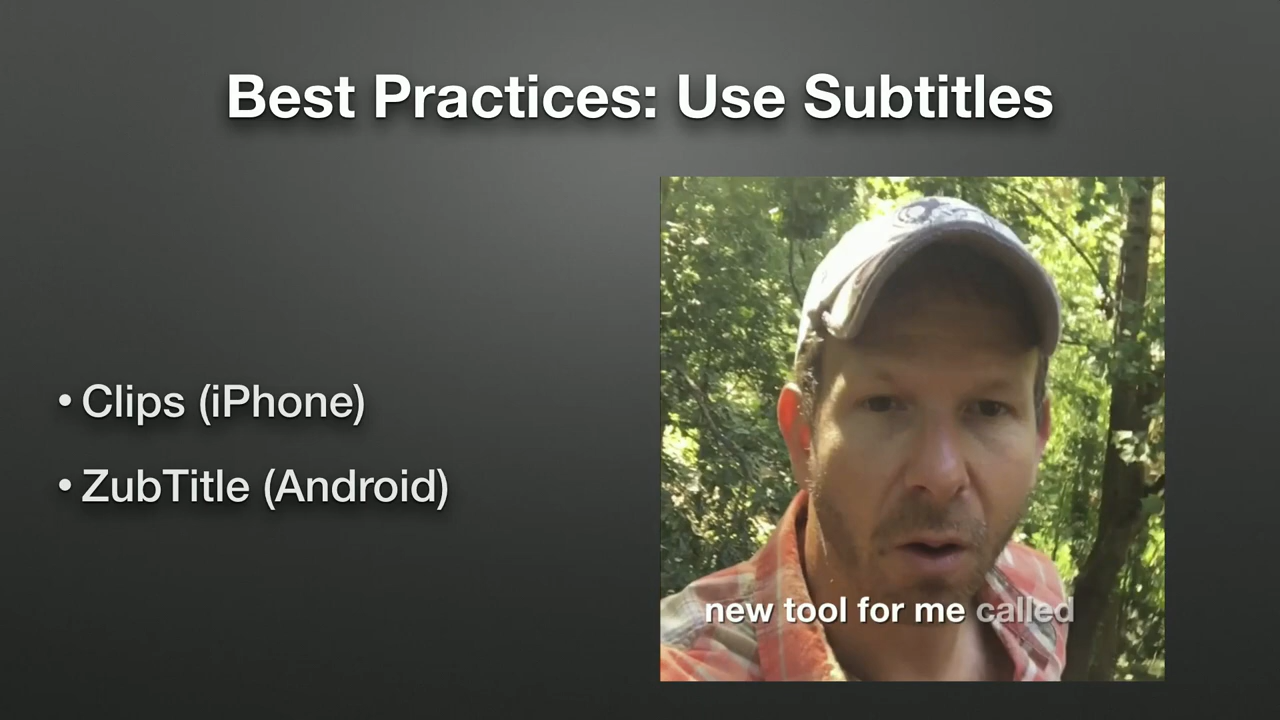 Best Practices: Use Subtitles
• Clips (iPhone)
• ZubTitle (Android)
new tool for me called